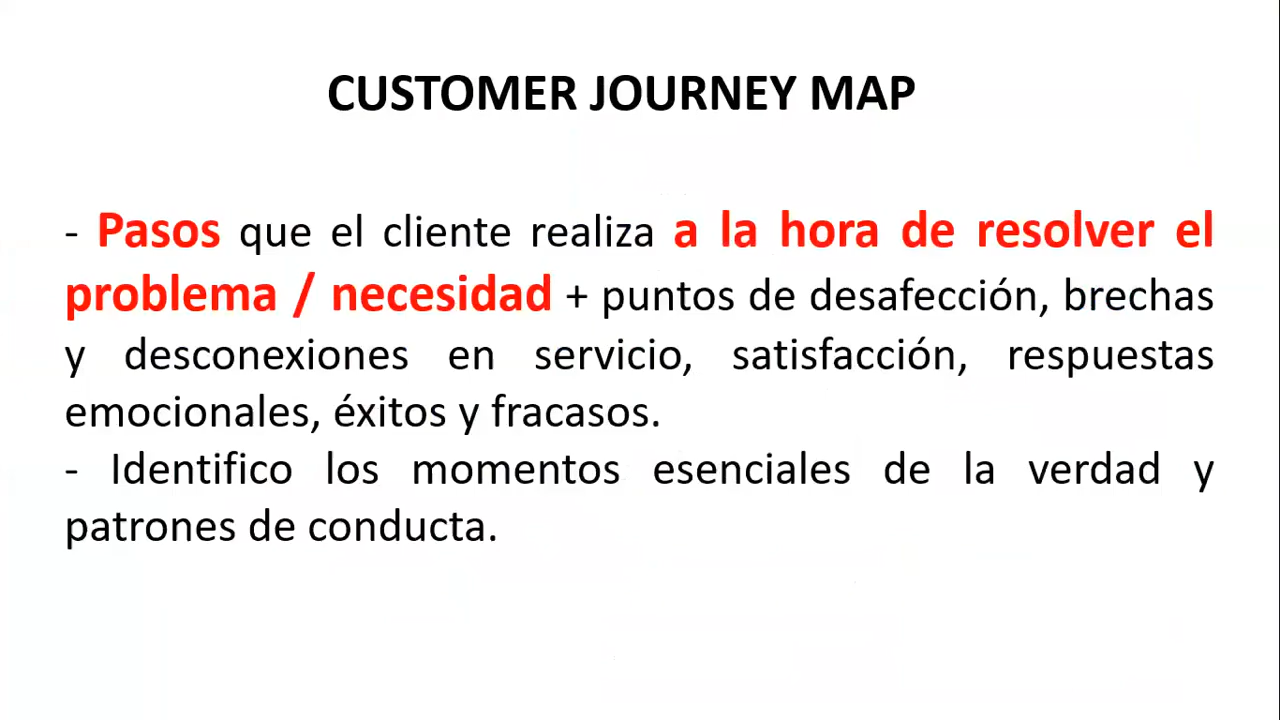 CUSTOMER JOURNEY MAP
- Pasos que el cliente realiza a la hora de resolver el
problema / necesidad + puntos de desafección, brechas
y desconexiones en servicio, satisfacción, respuestas
emocionales, éxitos y fracasos.
- Identifico los momentos esenciales de la verdad y
patrones de conducta.